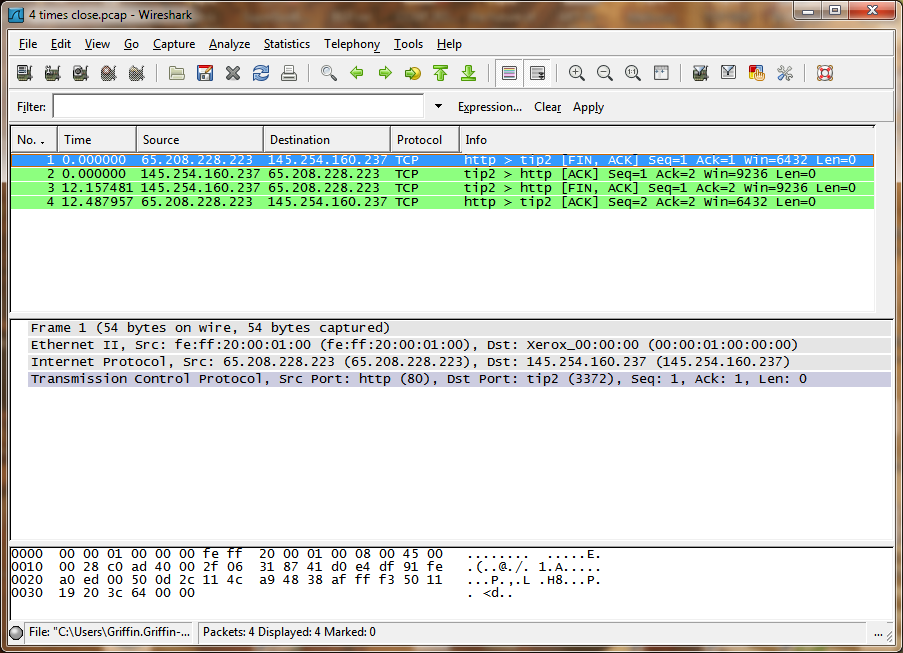 4 times close.pcap - Wireshark
File Edit View Go Capture Analyze Statistics Telephony Tools Help
Filter: Expression... Clear Apply
No. . Time Source Destination Protocol Info
1 0.000000 65.208.228.223 145.254.160.237 TCP http > tip2 [FIN, ACK] Seq=1 Ack=1 Win=6432 Len=0
2 0.000000 145.254.160.237 65.208.228.223 TCP tip2 > http [ACK] Seq=1 Ack=2 Win=9236 Len=0
3 12.157481 145.254.160.237 65.208.228.223 TCP tip2 > http [FIN, ACK] Seq=1 Ack=2 Win=9236 Len=0
4 12.487957 65.208.228.223 145.254.160.237 TCP http > tip2 [ACK] Seq=2 Ack=2 Win=6432 Len=0
Frame 1 (54 bytes on wire, 54 bytes captured)
Ethernet II, Src: fe:ff:20:00:01:00 (fe:ff:20:00:01:00), Dst: Xerox_00:00:00 (00:00:01:00:00:00)
Internet Protocol, Src: 65.208.228.223 (65.208.228.223), Dst: 145.254.160.237 (145.254.160.237)
Transmission Control Protocol, Src Port: http (80), Dst Port: tip2 (3372), Seq: 1, Ack: 1, Len: 0
0000 00 00 01 00 00 00 fe ff 20 00 01 00 08 00 45 00 ........ .....E.
0010 00 28 c0 ad 40 00 2f 06 31 87 41 d0 e4 df 91 fe .(..@./. 1.A.....
0020 a0 ed 00 50 0d 2c 11 4c a9 48 38 af ff f3 50 11 ...P.,.L .H8...P.
0030 19 20 3c 64 00 00 . <d..
File: "C:\Users\Griffin.Griffin-... Packets: 4 Displayed: 4 Marked: 0 ...